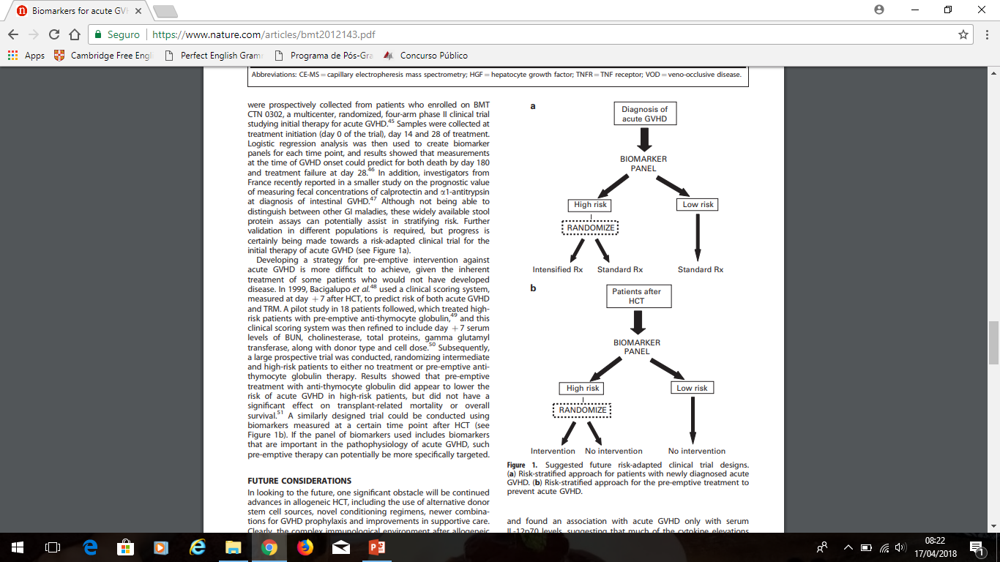 Biomarkers for acute GV
Seguro | https://www.nature.com/articles/bmt2012143.pdf
Apps Cambridge Free Engl Perfect English Gram Programa de Pós-Gra Concurso Público
Abbreviations: CE-MS = capillary electropheresis mass spectrometry; HGF = hepatocyte growth factor; TNFR = TNF receptor; VOD = veno-occlusive disease.
were prospectively collected from patients who enrolled on BMT
CTN 0302, a multicenter, randomized, four-arm phase II clinical trial
studying initial therapy for acute GVHD.45 Samples were collected at
treatment initiation (day 0 of the trial), day 14 and 28 of treatment.
Logistic regression analysis was then used to create biomarker
panels for each time point, and results showed that measurements
at the time of GVHD onset could predict for both death by day 180
and treatment failure at day 28.46 In addition, investigators from
France recently reported in a smaller study on the prognostic value
of measuring fecal concentrations of calprotectin and α1-antitrypsin
at diagnosis of intestinal GVHD.47 Although not being able to
distinguish between other GI maladies, these widely available stool
protein assays can potentially assist in stratifying risk. Further
validation in different populations is required, but progress is
certainly being made towards a risk-adapted clinical trial for the
initial therapy of acute GVHD (see Figure 1a).
Developing a strategy for pre-emptive intervention against
acute GVHD is more difficult to achieve, given the inherent
treatment of some patients who would not have developed
disease. In 1999, Bacigalupo et al.48 used a clinical scoring system,
measured at day +7 after HCT, to predict risk of both acute GVHD
and TRM. A pilot study in 18 patients followed, which treated high-
risk patients with pre-emptive anti-thymocyte globulin,49 and this
clinical scoring system was then refined to include day +7 serum
levels of BUN, cholinesterase, total proteins, gamma glutamyl
transferase, along with donor type and cell dose.50 Subsequently,
a large prospective trial was conducted, randomizing intermediate
and high-risk patients to either no treatment or pre-emptive anti-
thymocyte globulin therapy. Results showed that pre-emptive
treatment with anti-thymocyte globulin did appear to lower the
risk of acute GVHD in high-risk patients, but did not have a
significant effect on transplant-related mortality or overall
survival.51 A similarly designed trial could be conducted using
biomarkers measured at a certain time point after HCT (see
Figure 1b). If the panel of biomarkers used includes biomarkers
that are important in the pathophysiology of acute GVHD, such
pre-emptive therapy can potentially be more specifically targeted.
FUTURE CONSIDERATIONS
In looking to the future, one significant obstacle will be continued
advances in allogeneic HCT, including the use of alternative donor
stem cell sources, novel conditioning regimens, newer combina-
tions for GVHD prophylaxis and improvements in supportive care.
Clearly, the complex immunological environment after allogeneic
a
Diagnosis of
acute GVHD
BIOMARKER
PANEL
High risk
Low risk
RANDOMIZE
Intensified Rx
Standard Rx
Standard Rx
b
Patients after
HCT
BIOMARKER
PANEL
High risk
Low risk
RANDOMIZE
Intervention
No intervention
No intervention
Figure 1. Suggested future risk-adapted clinical trial designs.
(a) Risk-stratified approach for patients with newly diagnosed acute
GVHD. (b) Risk-stratified approach for the pre-emptive treatment to
prevent acute GVHD.
and found an association with acute GVHD only with serum
IL-12p70 levels, suggesting that much of the cytokine elevations
08:22
17/04/2018